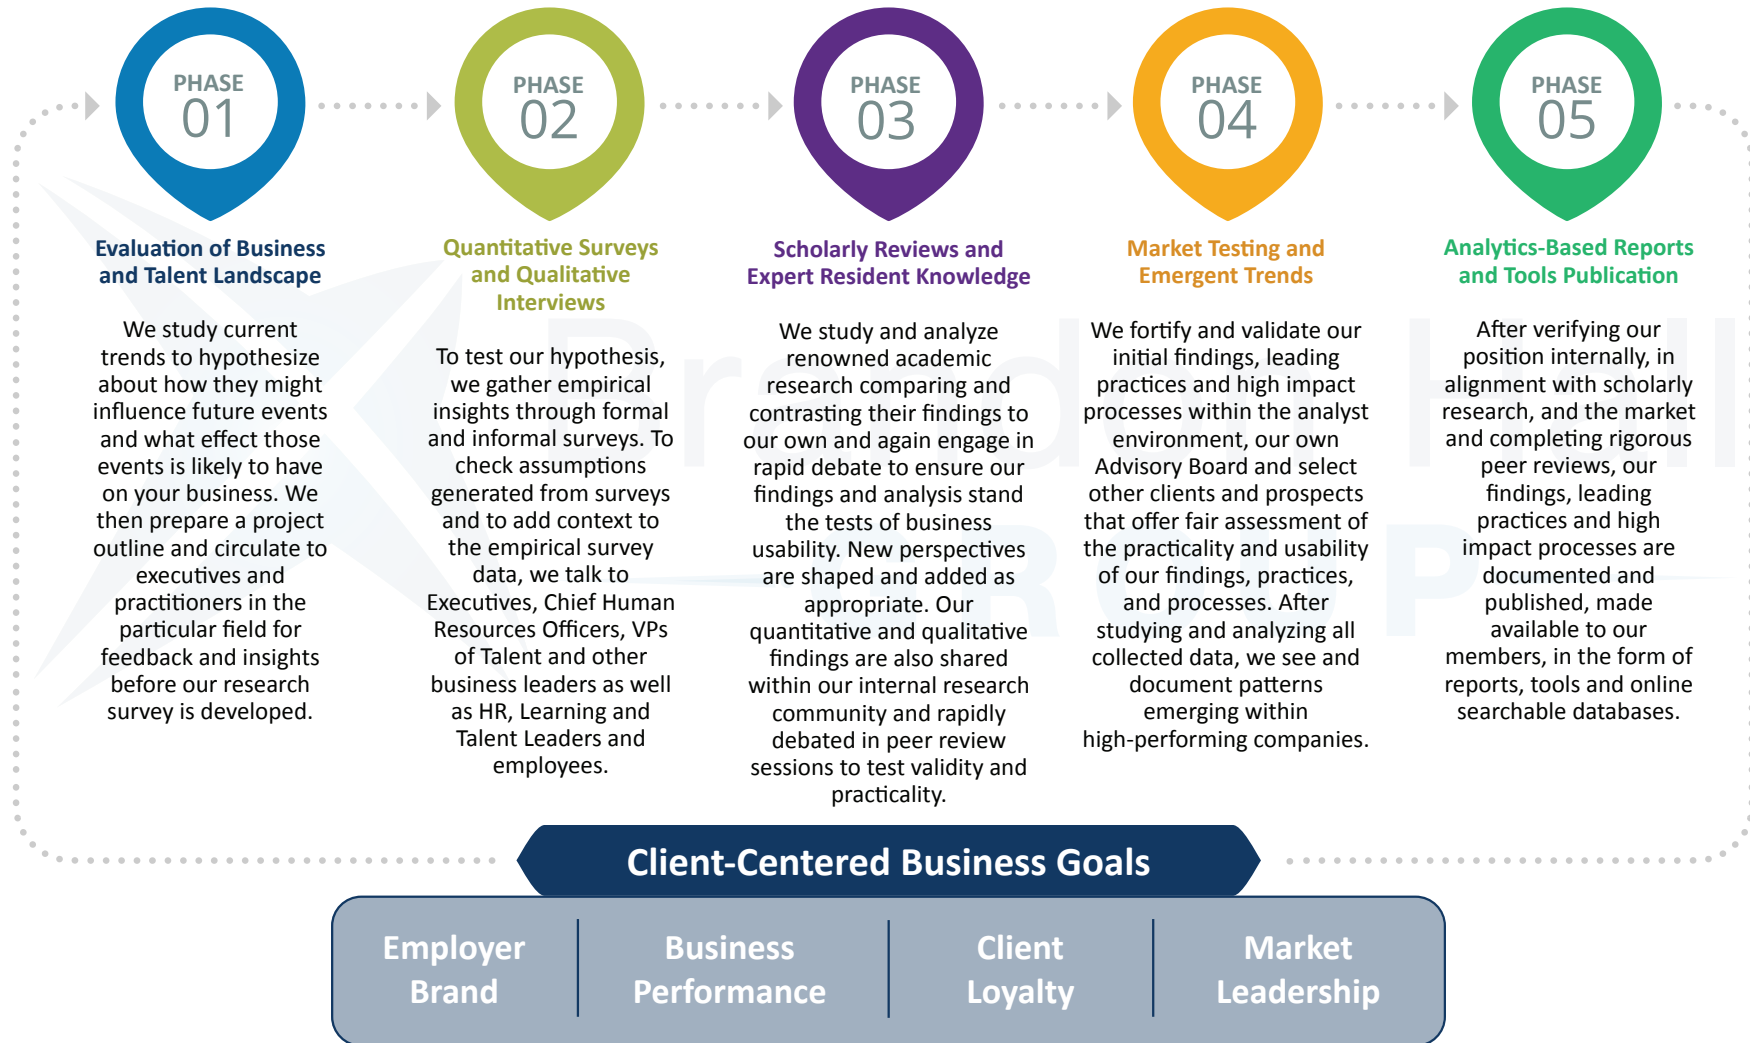 PHASE
01
Evaluation of Business
and Talent Landscape
We study current
trends to hypothesize
about how they might
influence future events
and what effect those
events is likely to have
on your business. We
then prepare a project
outline and circulate to
executives and
practitioners in the
particular field for
feedback and insights
before our research
survey is developed.
PHASE
02
Quantitative Surveys
and Qualitative
Interviews
To test our hypothesis,
we gather empirical
insights through formal
and informal surveys. To
check assumptions
generated from surveys
and to add context to
the empirical survey
data, we talk to
Executives, Chief Human
Resources Officers, VPs
of Talent and other
business leaders as well
as HR, Learning and
Talent Leaders and
employees.
PHASE
03
Scholarly Reviews and
Expert Resident Knowledge
We study and analyze
renowned academic
research comparing and
contrasting their findings to
our own and again engage in
rapid debate to ensure our
findings and analysis stand
the tests of business
usability. New perspectives
are shaped and added as
appropriate. Our
quantitative and qualitative
findings are also shared
within our internal research
community and rapidly
debated in peer review
sessions to test validity and
practicality.
PHASE
04
Market Testing and
Emergent Trends
We fortify and validate our
initial findings, leading
practices and high impact
processes within the analyst
environment, our own
Advisory Board and select
other clients and prospects
that offer fair assessment of
the practicality and usability
of our findings, practices,
and processes. After
studying and analyzing all
collected data, we see and
document patterns
emerging within
high-performing companies.
PHASE
05
Analytics-Based Reports
and Tools Publication
After verifying our
position internally, in
alignment with scholarly
research, and the market
and completing rigorous
peer reviews, our
findings, leading
practices and high
impact processes are
documented and
published, made
available to our
members, in the form of
reports, tools and online
searchable databases.
Brandon Hall
GROUP
Client-Centered Business Goals
Employer
Brand
Business
Performance
Client
Loyalty
Market
Leadership